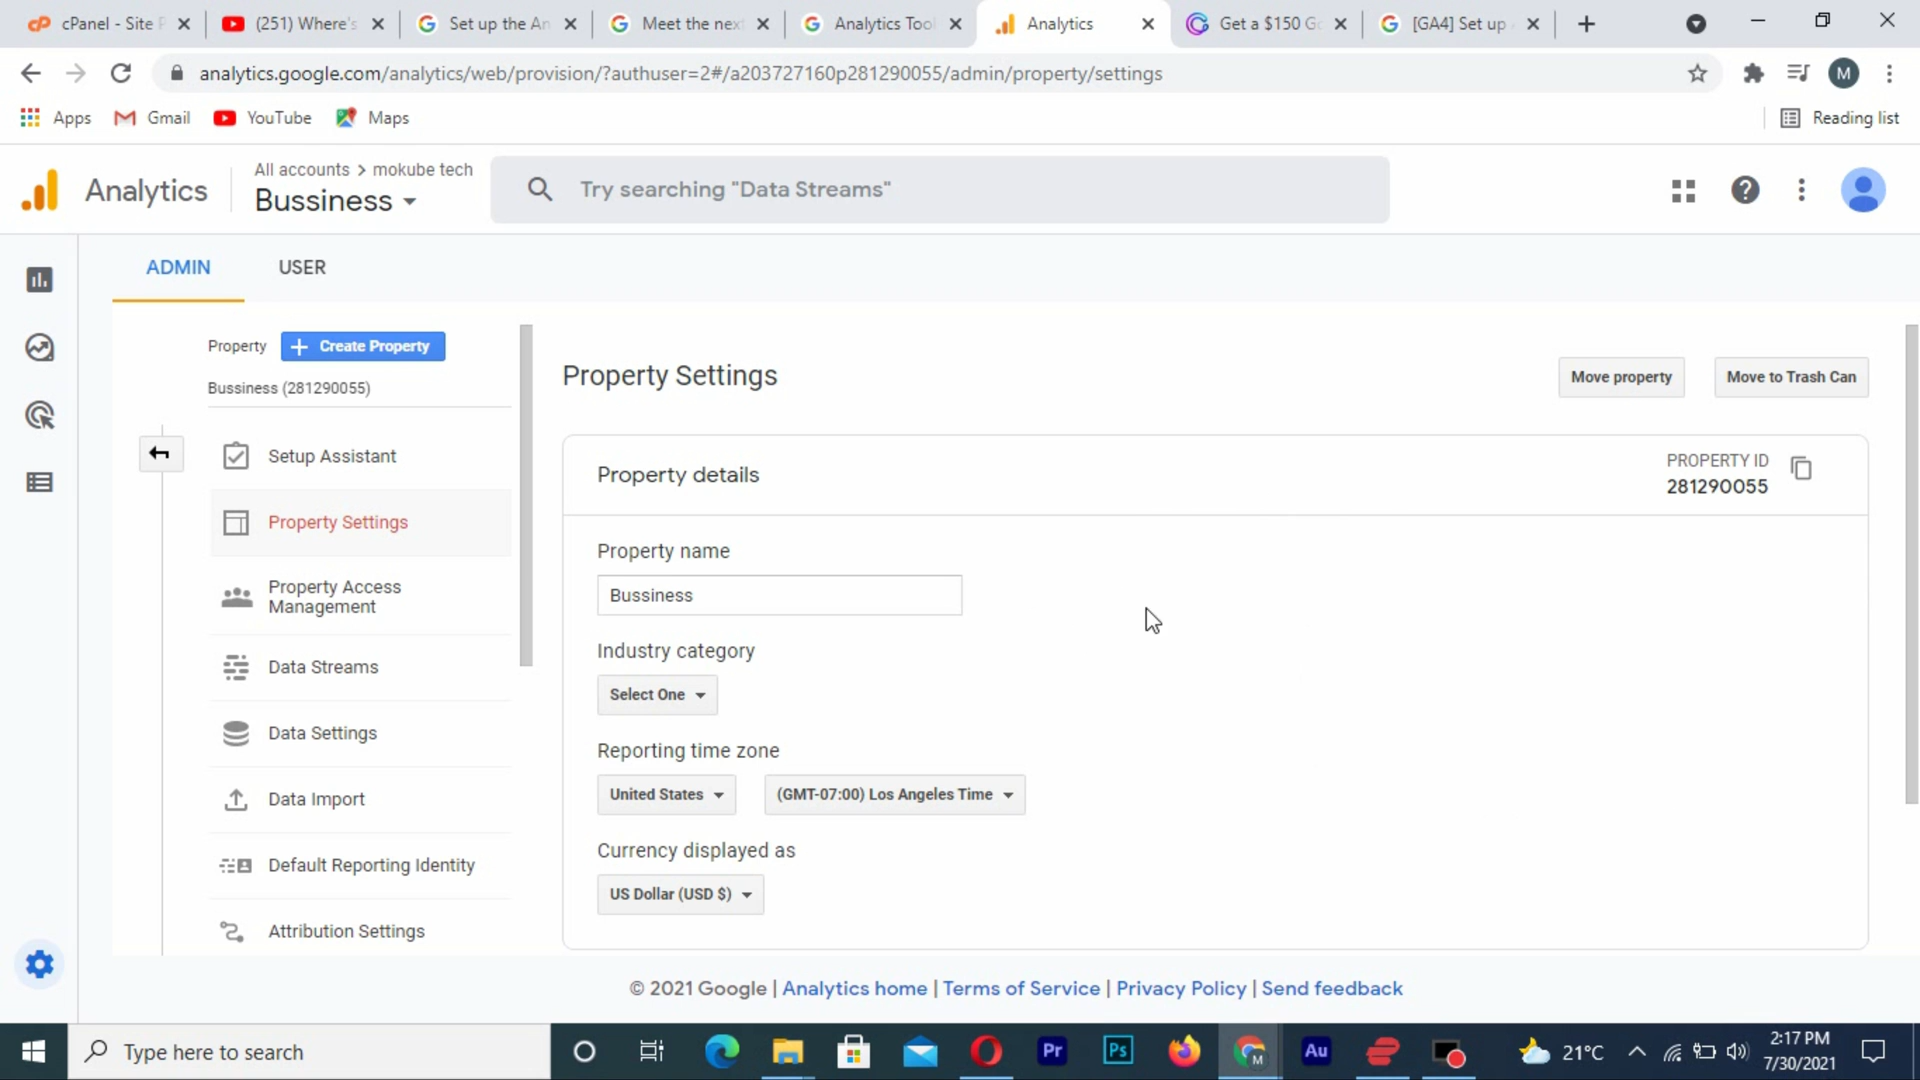 cPanel - Site P
(251) Where's
Set up the An
Meet the next
Analytics Tool
Analytics
Get a $150 Go
[GA4] Set up
analytics.google.com/analytics/web/provision/?authuser=2#/a203727160p281290055/admin/property/settings
M
Apps
Gmail
YouTube
Maps
Reading list
Analytics
All accounts > mokube tech
Bussiness
Try searching "Data Streams"
ADMIN
USER
Property
Create Property
Bussiness (281290055)
Setup Assistant
Property Settings
Property Access
Management
Data Streams
Data Settings
Data Import
Default Reporting Identity
Attribution Settings
Property Settings
Move property
Move to Trash Can
Property details
PROPERTY ID
281290055
Property name
Bussiness
Industry category
Select One
Reporting time zone
United States
(GMT-07:00) Los Angeles Time
Currency displayed as
US Dollar (USD $)
© 2021 Google | Analytics home | Terms of Service | Privacy Policy | Send feedback
Type here to search
Pr
Ps
M
Au
21°C
2:17 PM
7/30/2021